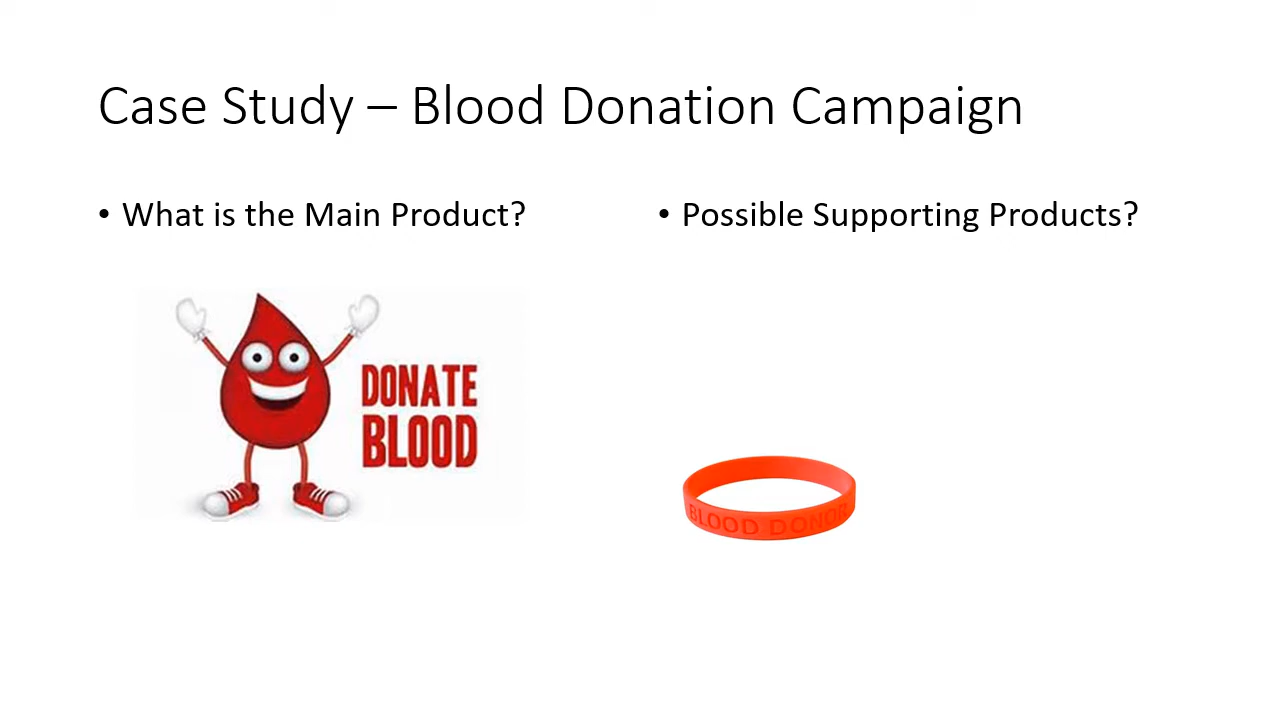 Case Study – Blood Donation Campaign
• What is the Main Product?
• Possible Supporting Products?
DONATE
BLOOD
BLOOD DONOR